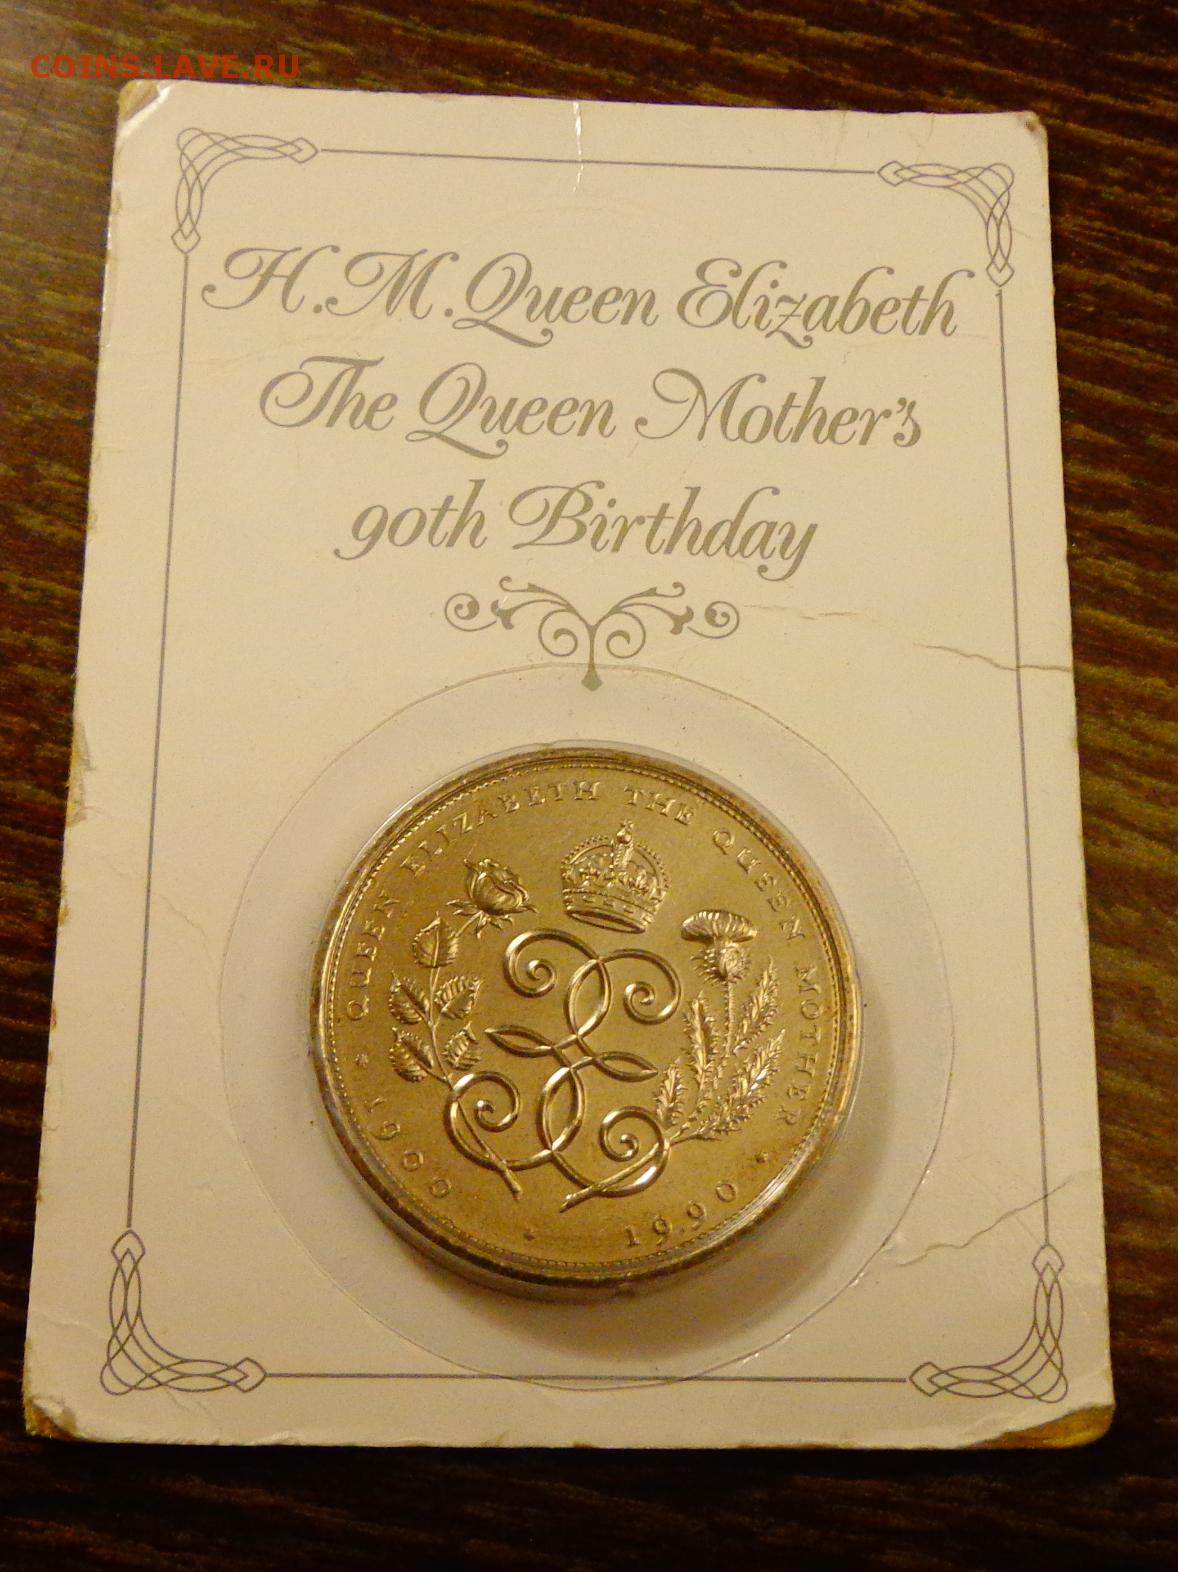 COINS.LAVE.RU
H.M. Queen Elizabeth
The Queen Mother's
90th Birthday
QUEEN ELIZABETH THE QUEEN MOTHER
1900
1990